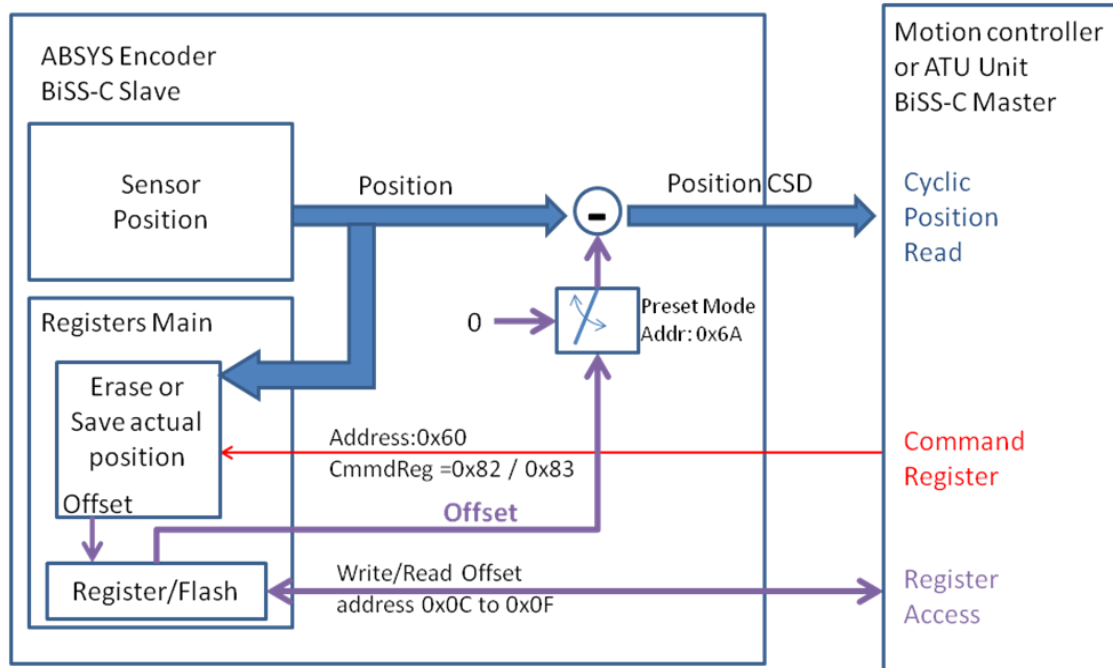 ABSYS Encoder
BiSS-C Slave
Sensor
Position
Position
-
Position CSD
0
Preset Mode
Addr: 0x6A
Registers Main
Erase or
Save actual
position
Offset
Address:0x60
CmmdReg =0x82 / 0x83
Offset
Register/Flash
Write/Read Offset
address 0x0C to 0x0F
Motion controller
or ATU Unit
BiSS-C Master
Cyclic
Position
Read
Command
Register
Register
Access